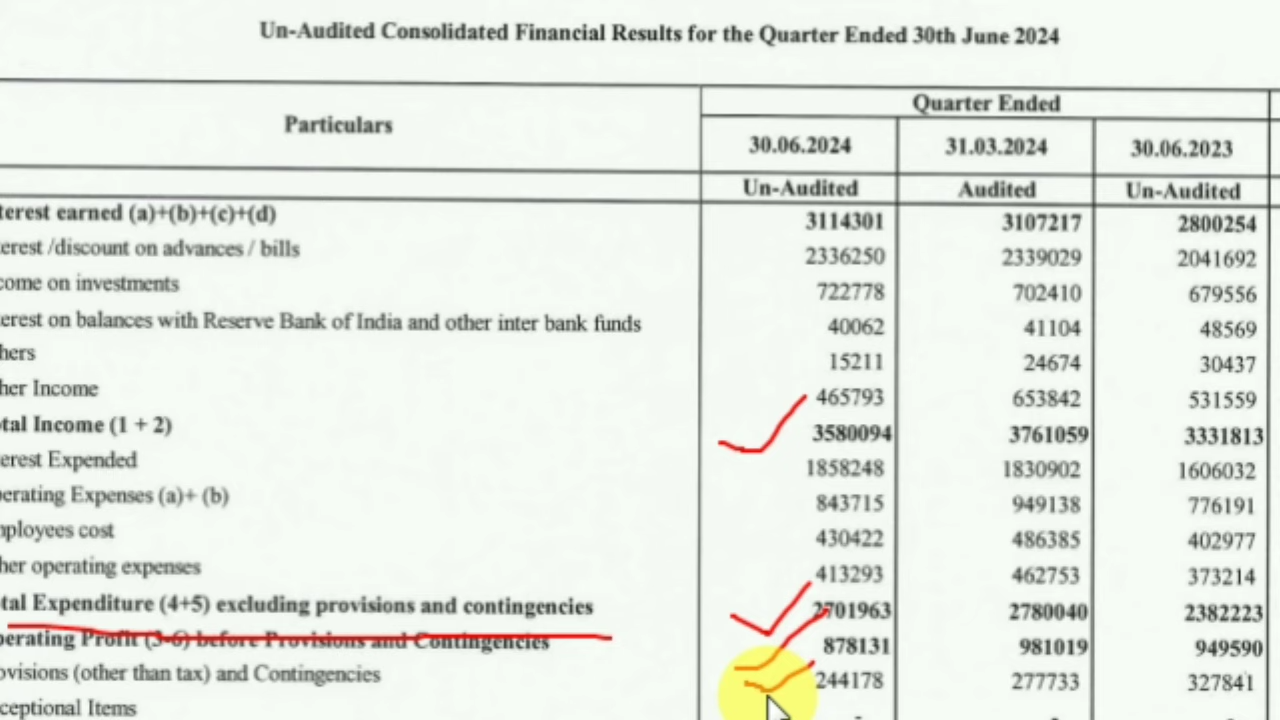 Un-Audited Consolidated Financial Results for the Quarter Ended 30th June 2024
Particulars Quarter Ended
30.06.2024 31.03.2024 30.06.2023
Un-Audited Audited Un-Audited
terest earned (a)+(b)+(c)+(d) 3114301 3107217 2800254
erest /discount on advances / bills 2336250 2339029 2041692
come on investments 722778 702410 679556
erest on balances with Reserve Bank of India and other inter bank funds 40062 41104 48569
hers 15211 24674 30437
her Income 465793 653842 531559
tal Income (1 + 2) 3580094 3761059 3331813
erest Expended 1858248 1830902 1606032
erating Expenses (a)+ (b) 843715 949138 776191
ployees cost 430422 486385 402977
her operating expenses 413293 462753 373214
tal Expenditure (4+5) excluding provisions and contingencies 2701963 2780040 2382223
erating Profit (3-6) before Provisions and Contingencies 878131 981019 949590
ovisions (other than tax) and Contingencies 244178 277733 327841
ceptional Items - - -